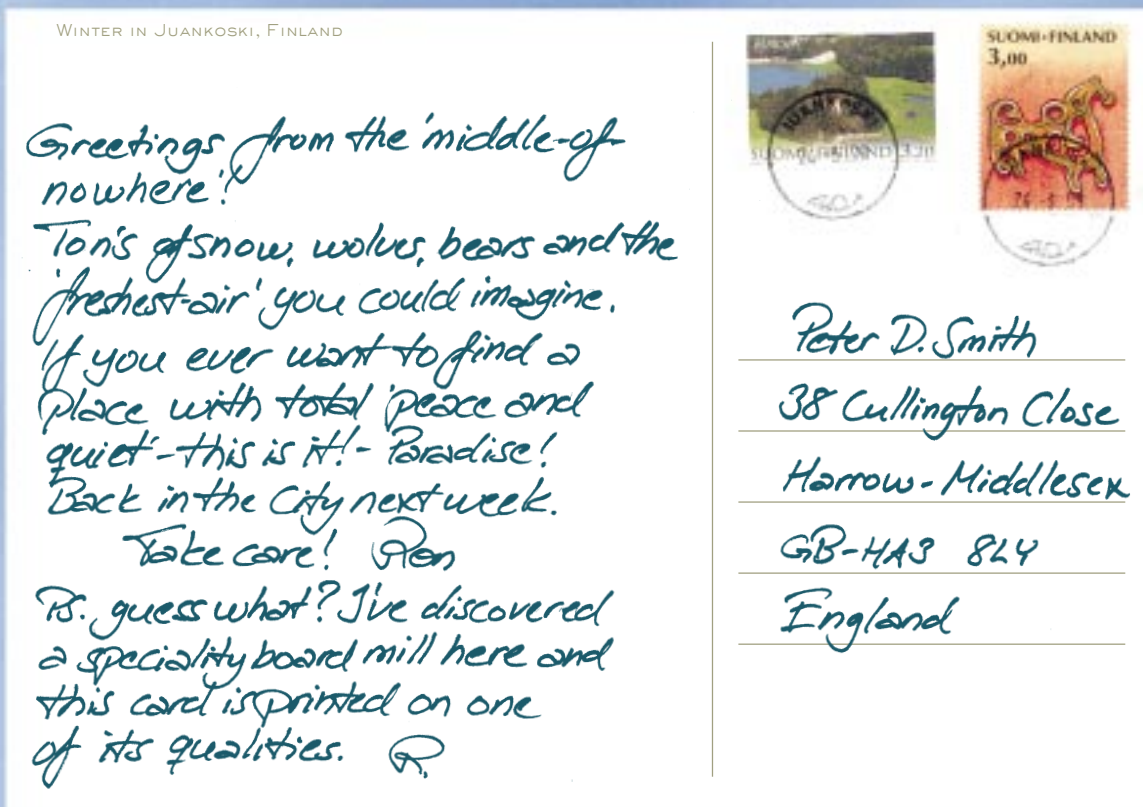 WINTER IN JUANKOSKI, FINLAND
Greetings from the 'middle-of-
nowhere'!
Ton's of snow, wolves, bears and the
'freshest-air' you could imagine.
If you ever want to find a
place with total 'peace and
quiet' - this is it! - Paradise!
Back in the City next week.
Take care! Ron
Ps. guess what? I've discovered
a speciality board mill here and
this card is printed on one
of its qualities. R.
EUROPA
JUANKOSKI
SUOMI FINLAND
SUOMI•FINLAND
3,00
Peter D. Smith
38 Cullington Close
Harrow - Middlesex
GB-HA3 8LY
England